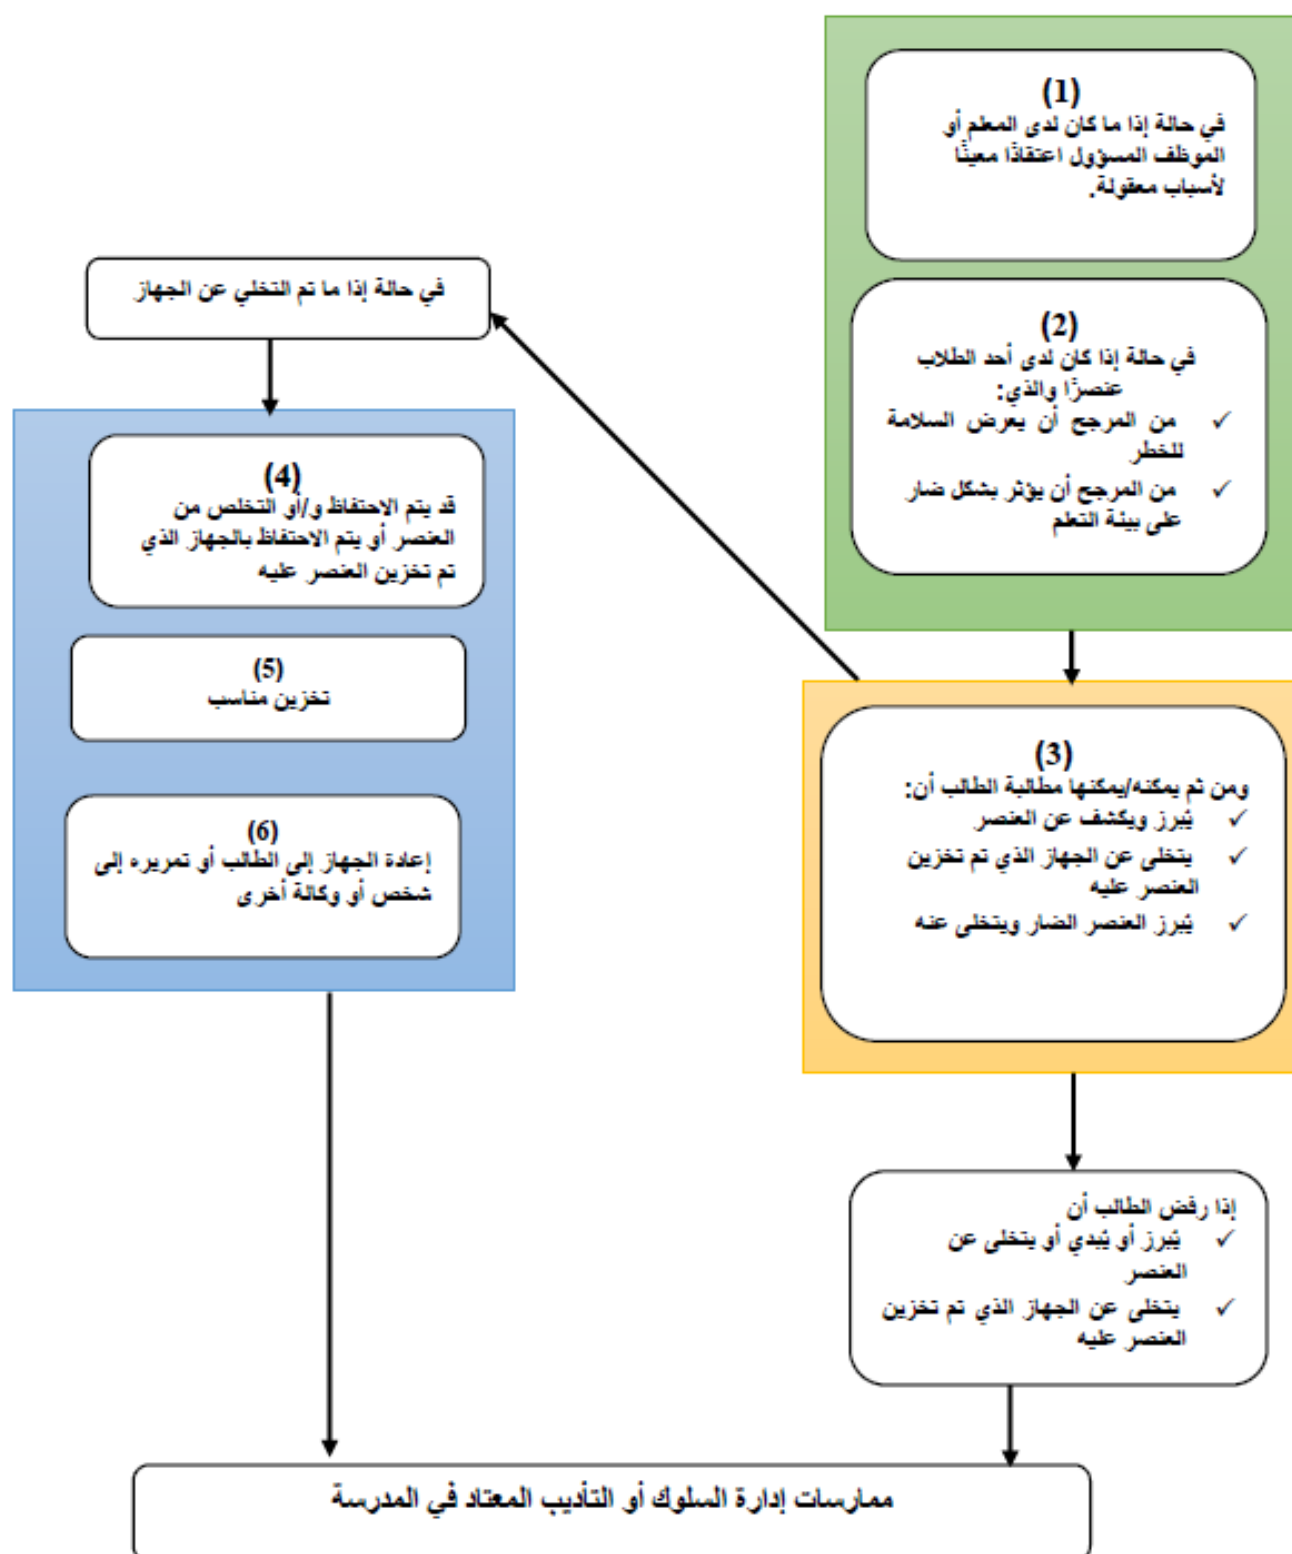 (1)
في حالة إذا ما كان لدى المعلم أو
الموظف المسؤول اعتقادًا معينًا
لأسباب معقولة.
(2)
في حالة إذا كان لدى أحد الطلاب
عنصرًا والذي:
✓ من المرجح أن يعرض السلامة
للخطر
✓ من المرجح أن يؤثر بشكل ضار
على بيئة التعلم
(3)
ومن ثم يمكنه/يمكنها مطالبة الطالب أن:
✓ يُبرز ويكشف عن العنصر
✓ يتخلى عن الجهاز الذي تم تخزين
العنصر عليه
✓ يُبرز العنصر الضار ويتخلى عنه
في حالة إذا ما تم التخلي عن الجهاز
(4)
قد يتم الاحتفاظ و/أو التخلص من
العنصر أو يتم الاحتفاظ بالجهاز الذي
تم تخزين العنصر عليه
(5)
تخزين مناسب
(6)
إعادة الجهاز إلى الطالب أو تمريره إلى
شخص أو وكالة أخرى
إذا رفض الطالب أن
✓ يُبرز أو يُبدي أو يتخلى عن
العنصر
✓ يتخلى عن الجهاز الذي تم تخزين
العنصر عليه
ممارسات إدارة السلوك أو التأديب المعتاد في المدرسة